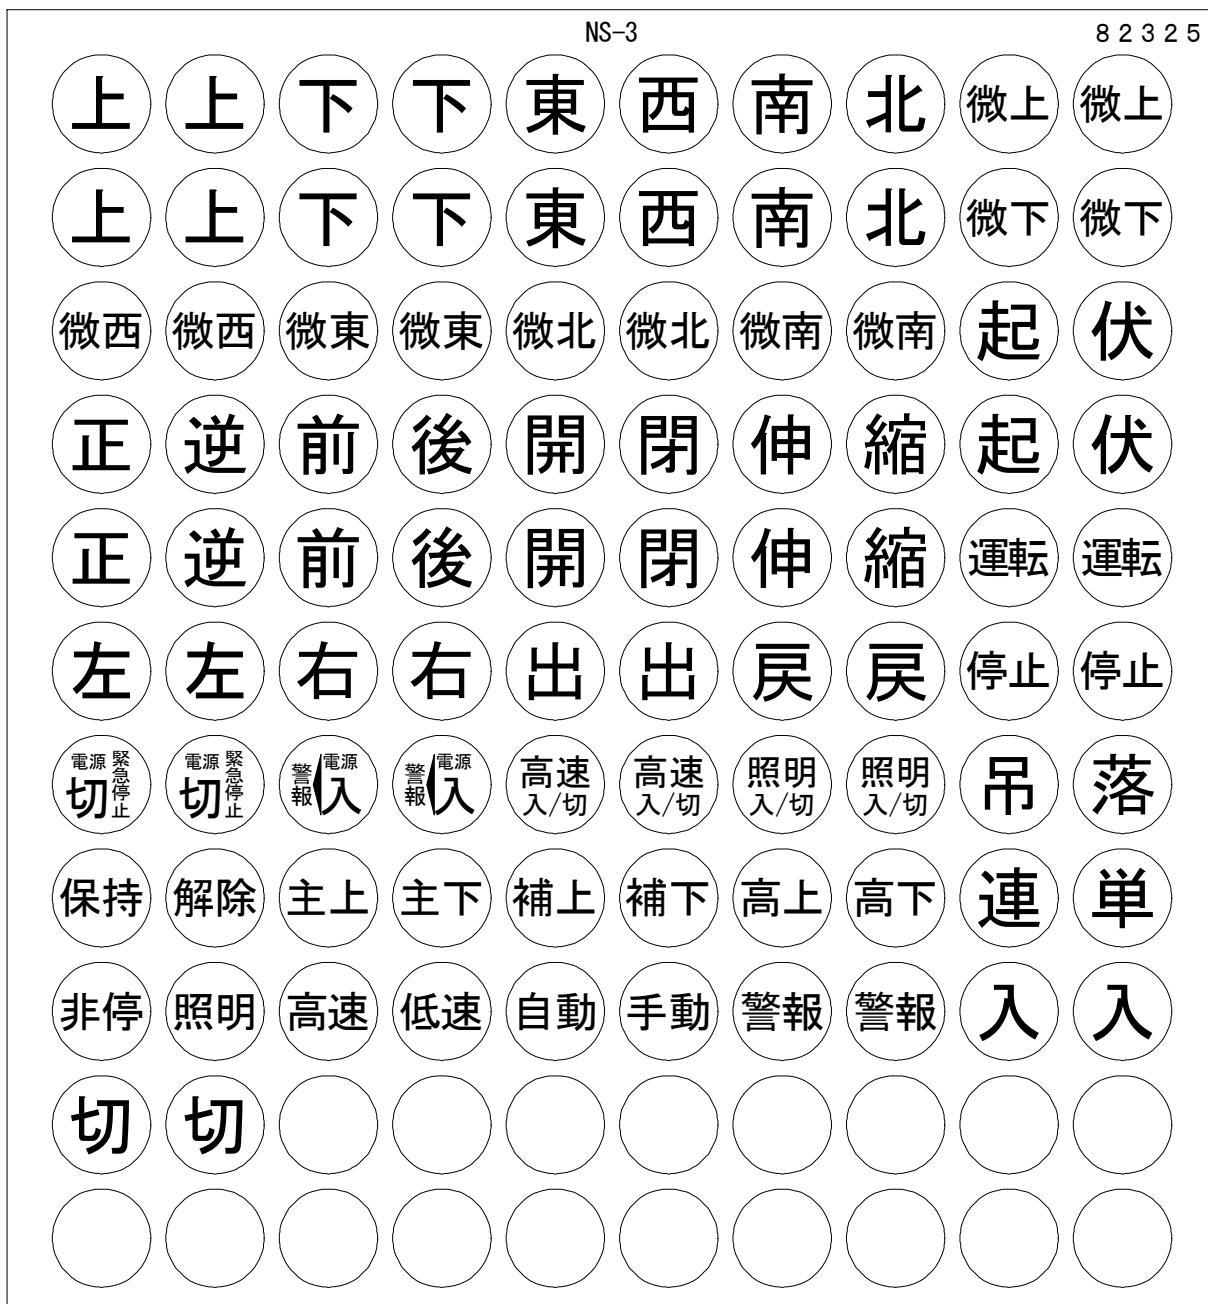 NS-3 82325
上 上 下 下 東 西 南 北 微上 微上
上 上 下 下 東 西 南 北 微下 微下
微西 微西 微東 微東 微北 微北 微南 微南 起 伏
正 逆 前 後 開 閉 伸 縮 起 伏
正 逆 前 後 開 閉 伸 縮 運転 運転
左 左 右 右 出 出 戻 戻 停止 停止
電源切 緊急停止 電源切 緊急停止 警報 電源入 警報 電源入 高速入/切 高速入/切 照明入/切 照明入/切 吊 落
保持 解除 主上 主下 補上 補下 高上 高下 連 単
非停 照明 高速 低速 自動 手動 警報 警報 入 入
切 切